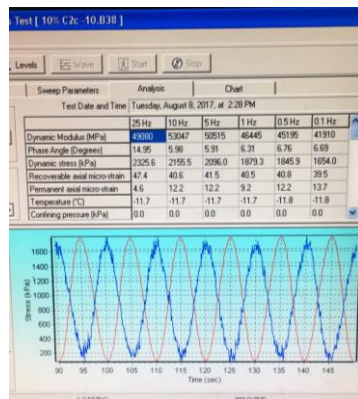 s Test [ 10% C2c -10.B38 ]
Levels Wave Start Stop
Sweep Parameters Analysis Chart
Test Date and Time Tuesday, August 8, 2017, at 2:28 PM
25 Hz 10 Hz 5 Hz 1 Hz 0.5 Hz 0.1 Hz
Dynamic Modulus (MPa) 49080 53047 50515 46445 45195 41910
Phase Angle (Degrees) 14.95 5.98 5.91 6.31 6.76 6.69
Dynamic stress (kPa) 2325.6 2155.5 2096.0 1879.3 1845.9 1654.0
Recoverable axial micro-strain 47.4 40.6 41.5 40.5 40.8 39.5
Permanent axial micro-strain 4.6 12.2 12.2 9.2 12.2 13.7
Temperature (°C) -11.7 -11.7 -11.7 -11.7 -11.8 -11.8
Confining pressure (kPa) 0.0 0.0 0.0 0.0 0.0 0.0
Stress (kPa)
1600
1400
1200
1000
800
600
400
200
90 95 100 105 110 115 120 125 130 135 140 145
Time (sec)